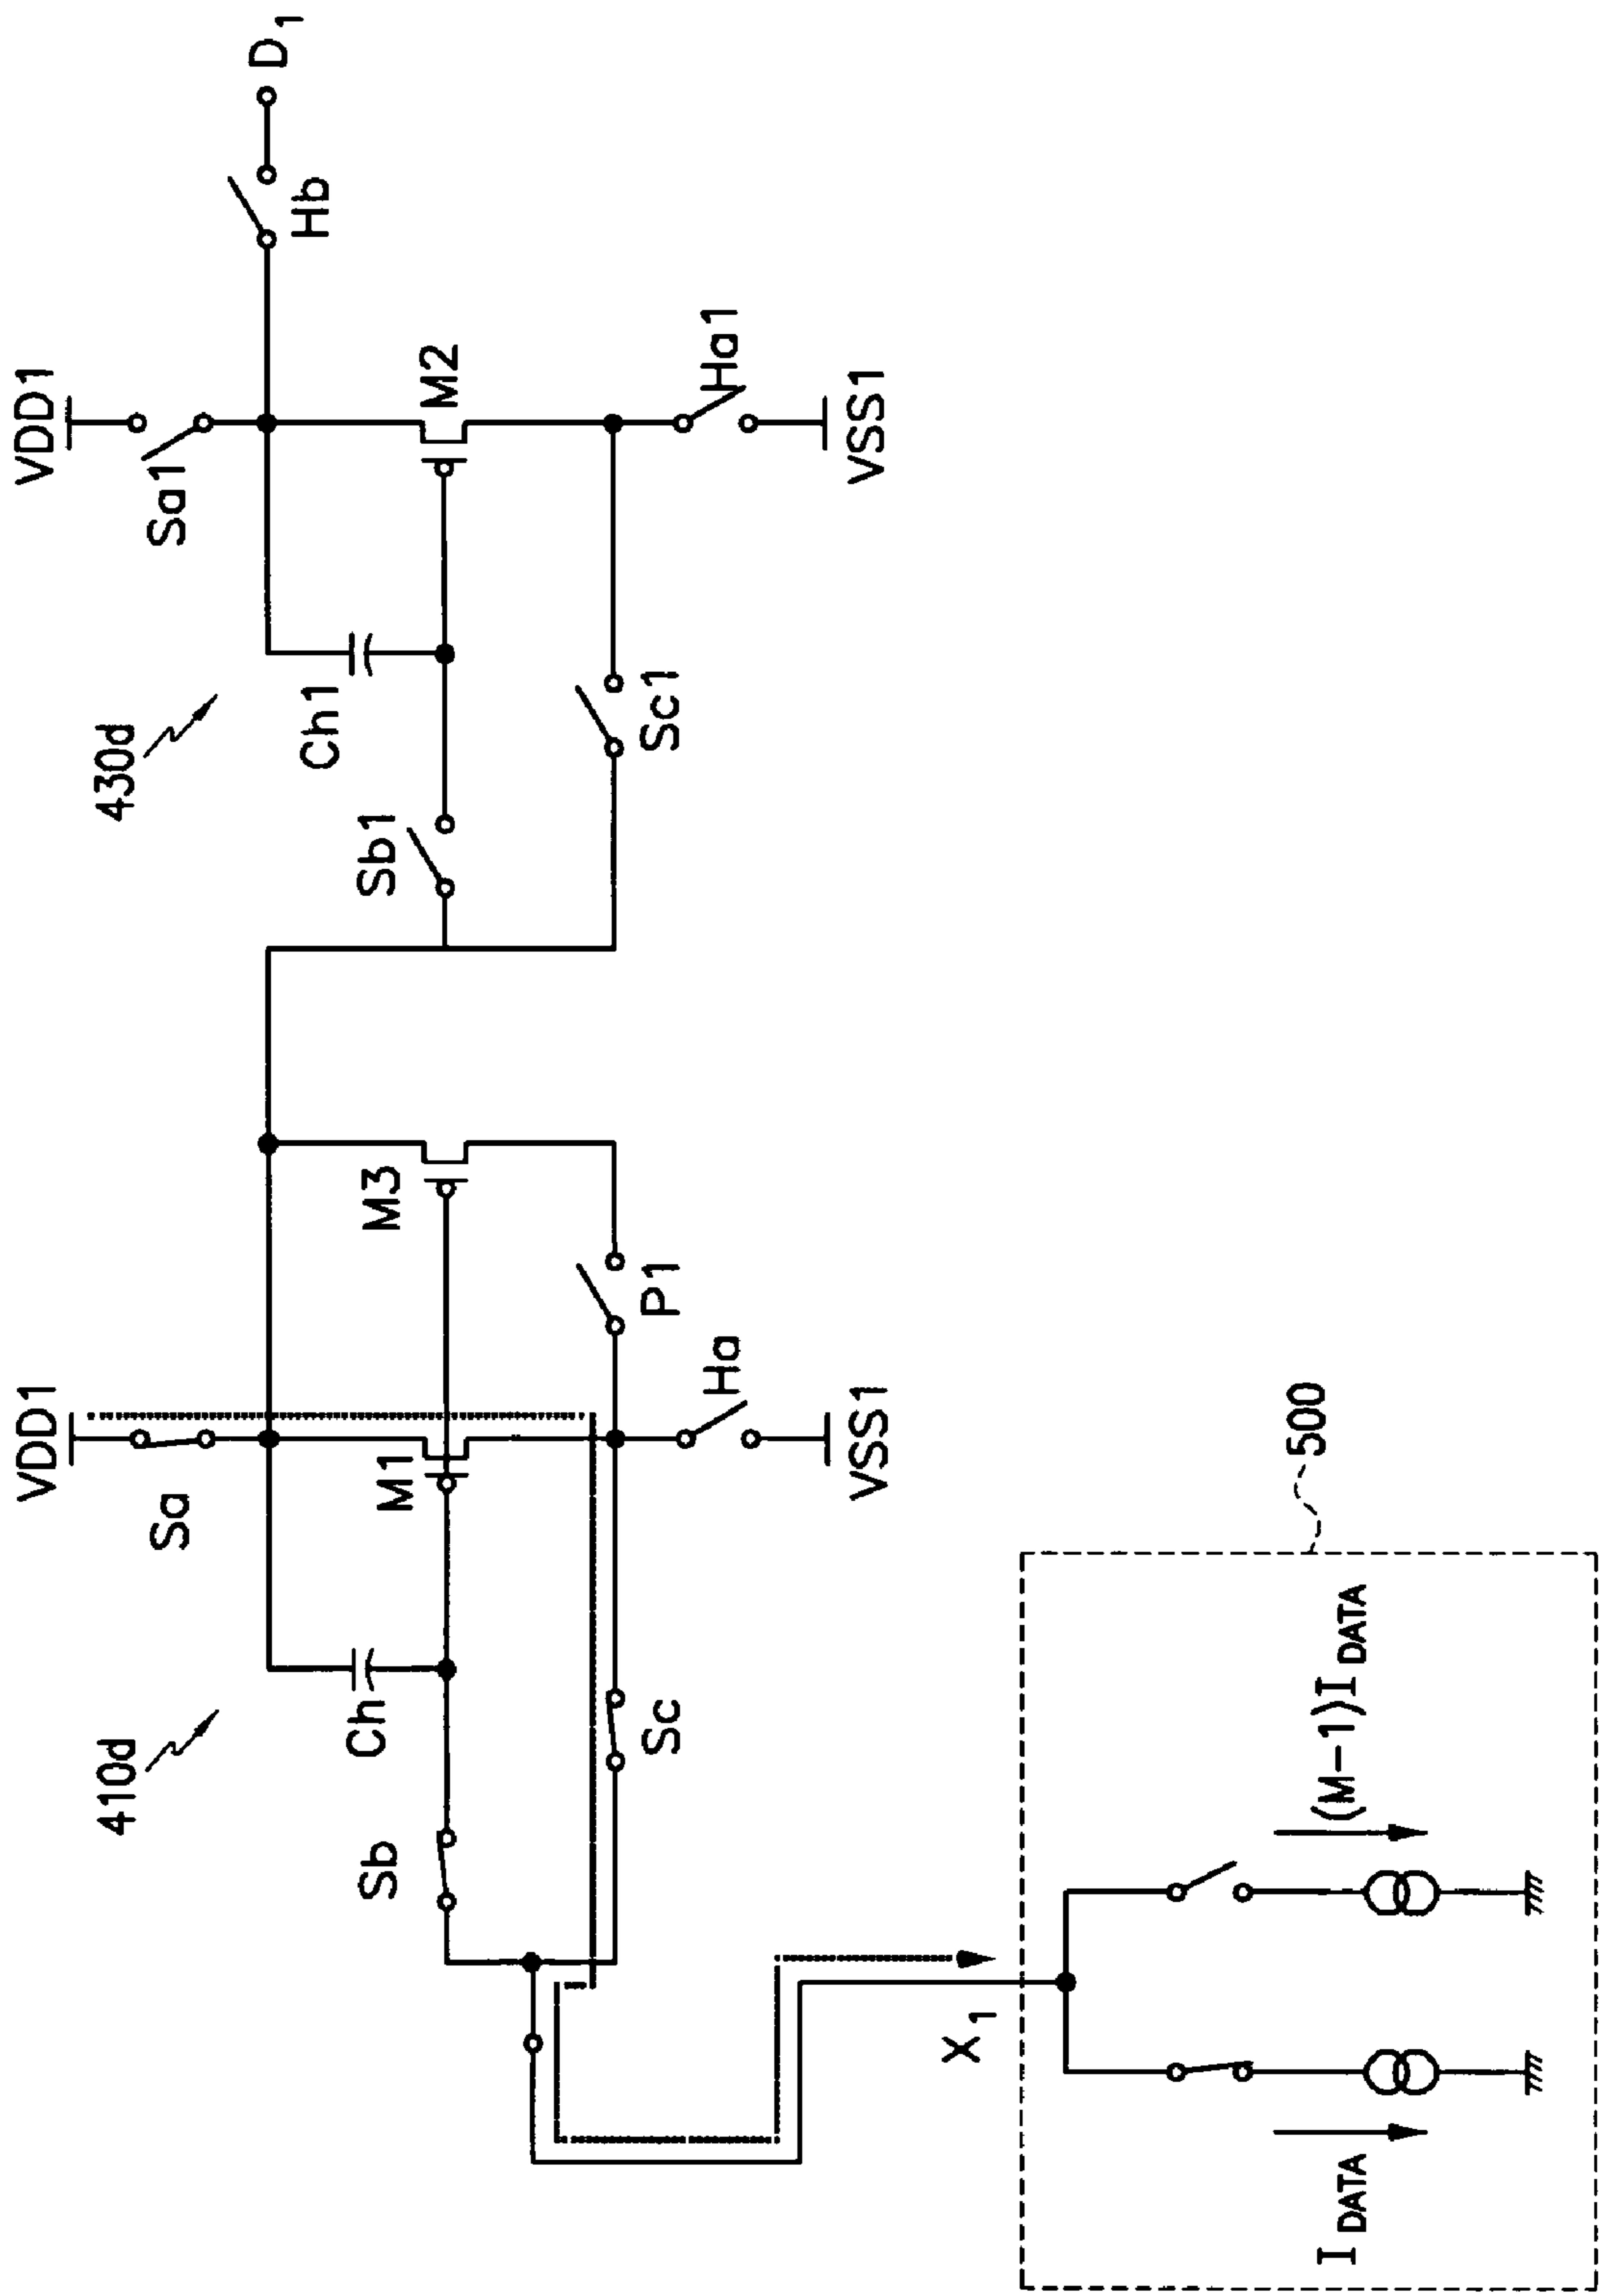 410d
430d
VDD1
VDD1
Sa
Sa1
D1
Hb
Ch
M1
M3
Ch1
M2
Sb
Sb1
Sc
P1
Sc1
Ha
Ha1
VSS1
VSS1
X1
500
IDATA
(M-1)IDATA